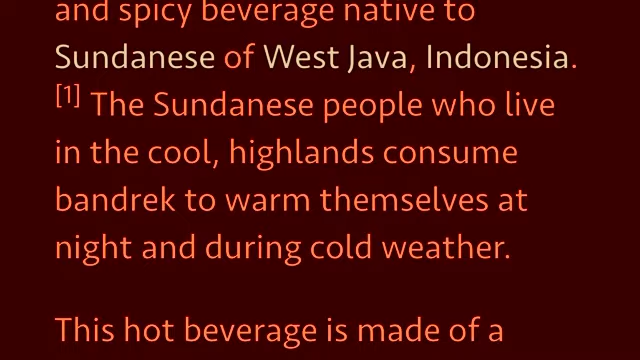 and spicy beverage native to
Sundanese of West Java, Indonesia.
[1] The Sundanese people who live
in the cool, highlands consume
bandrek to warm themselves at
night and during cold weather.
This hot beverage is made of a